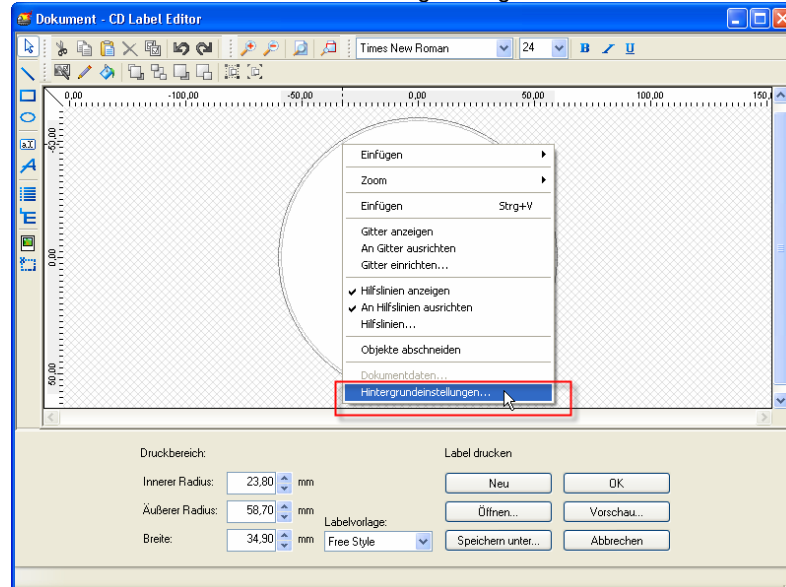 Dokument - CD Label Editor
Times New Roman 24 B U
0,00 -100,00 -50,00 0,00 50,00 100,00 150,
-50,00
0,00
50,00
Einfügen
Zoom
Einfügen Strg+V
Gitter anzeigen
An Gitter ausrichten
Gitter einrichten...
Hilfslinien anzeigen
An Hilfslinien ausrichten
Hilfslinien...
Objekte abschneiden
Dokumentdaten...
Hintergrundeinstellungen...
Druckbereich: Label drucken
Innerer Radius: 23,80 mm Neu OK
Äußerer Radius: 58,70 mm Öffnen... Vorschau...
Labelvorlage:
Breite: 34,90 mm Free Style Speichern unter... Abbrechen